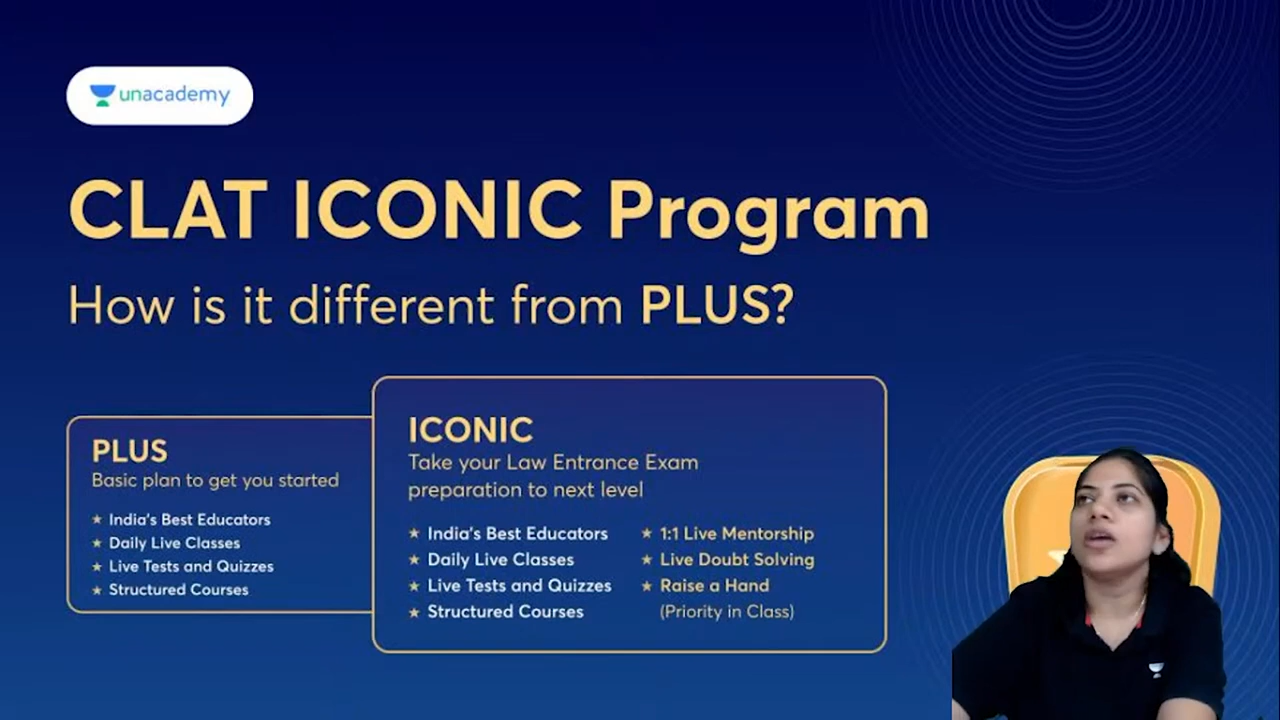 unacademy
CLAT ICONIC Program
How is it different from PLUS?
PLUS
Basic plan to get you started
★ India's Best Educators
★ Daily Live Classes
★ Live Tests and Quizzes
★ Structured Courses
ICONIC
Take your Law Entrance Exam
preparation to next level
★ India's Best Educators
★ Daily Live Classes
★ Live Tests and Quizzes
★ Structured Courses
★ 1:1 Live Mentorship
★ Live Doubt Solving
★ Raise a Hand
(Priority in Class)